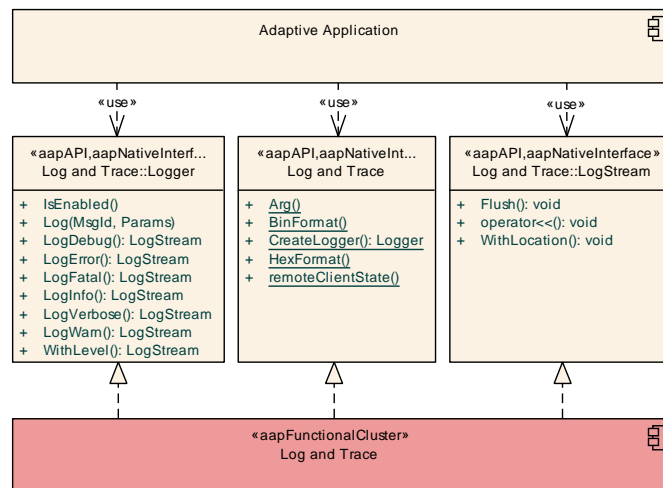 Adaptive Application
«use»
«use»
«use»
«aapAPI,aapNativeInterf...
Log and Trace::Logger
+ IsEnabled()
+ Log(MsgId, Params)
+ LogDebug(): LogStream
+ LogError(): LogStream
+ LogFatal(): LogStream
+ LogInfo(): LogStream
+ LogVerbose(): LogStream
+ LogWarn(): LogStream
+ WithLevel(): LogStream
«aapAPI,aapNativeInt...
Log and Trace
+ Arg()
+ BinFormat()
+ CreateLogger(): Logger
+ HexFormat()
+ remoteClientState()
«aapAPI,aapNativeInterface»
Log and Trace::LogStream
+ Flush(): void
+ operator<<(): void
+ WithLocation(): void
«aapFunctionalCluster»
Log and Trace